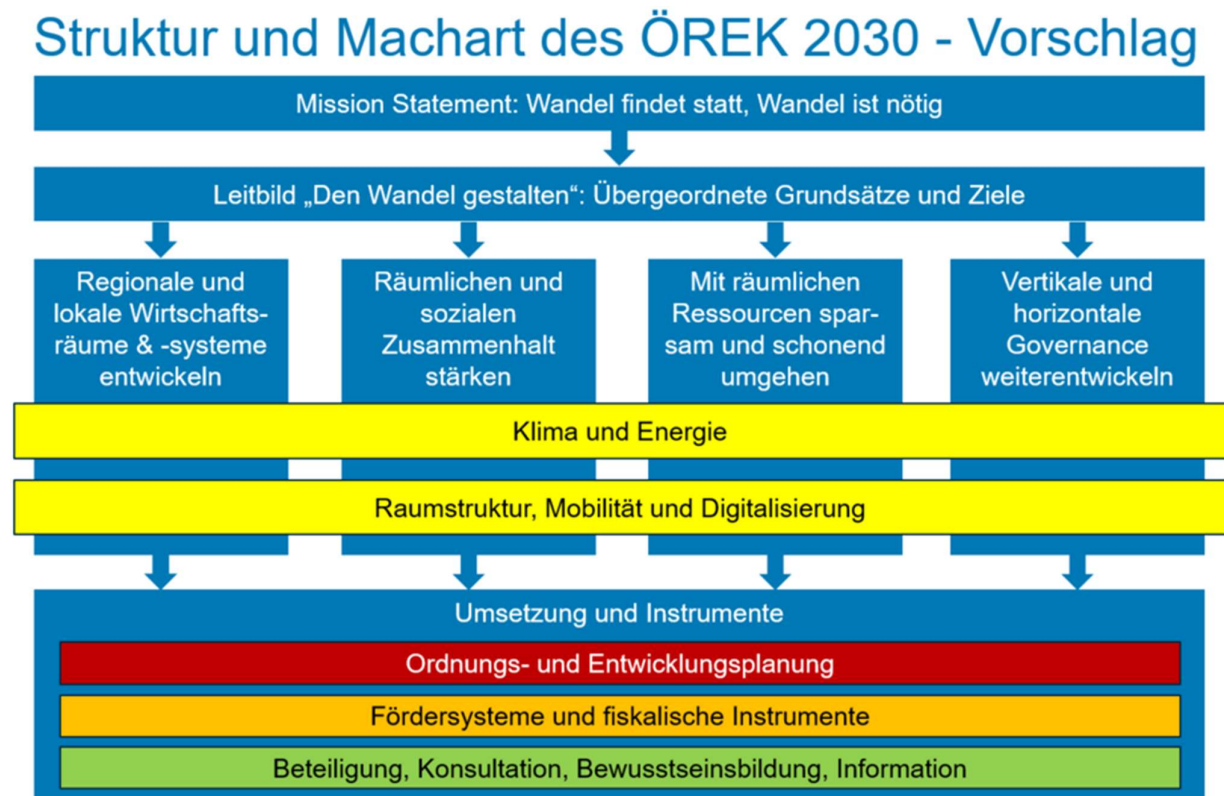 Struktur und Machart des ÖREK 2030 - Vorschlag
Mission Statement: Wandel findet statt, Wandel ist nötig
Leitbild „Den Wandel gestalten“: Übergeordnete Grundsätze und Ziele
Regionale und
lokale Wirtschafts-
räume & -systeme
entwickeln
Räumlichen und
sozialen
Zusammenhalt
stärken
Mit räumlichen
Ressourcen spar-
sam und schonend
umgehen
Vertikale und
horizontale
Governance
weiterentwickeln
Klima und Energie
Raumstruktur, Mobilität und Digitalisierung
Umsetzung und Instrumente
Ordnungs- und Entwicklungsplanung
Fördersysteme und fiskalische Instrumente
Beteiligung, Konsultation, Bewusstseinsbildung, Information